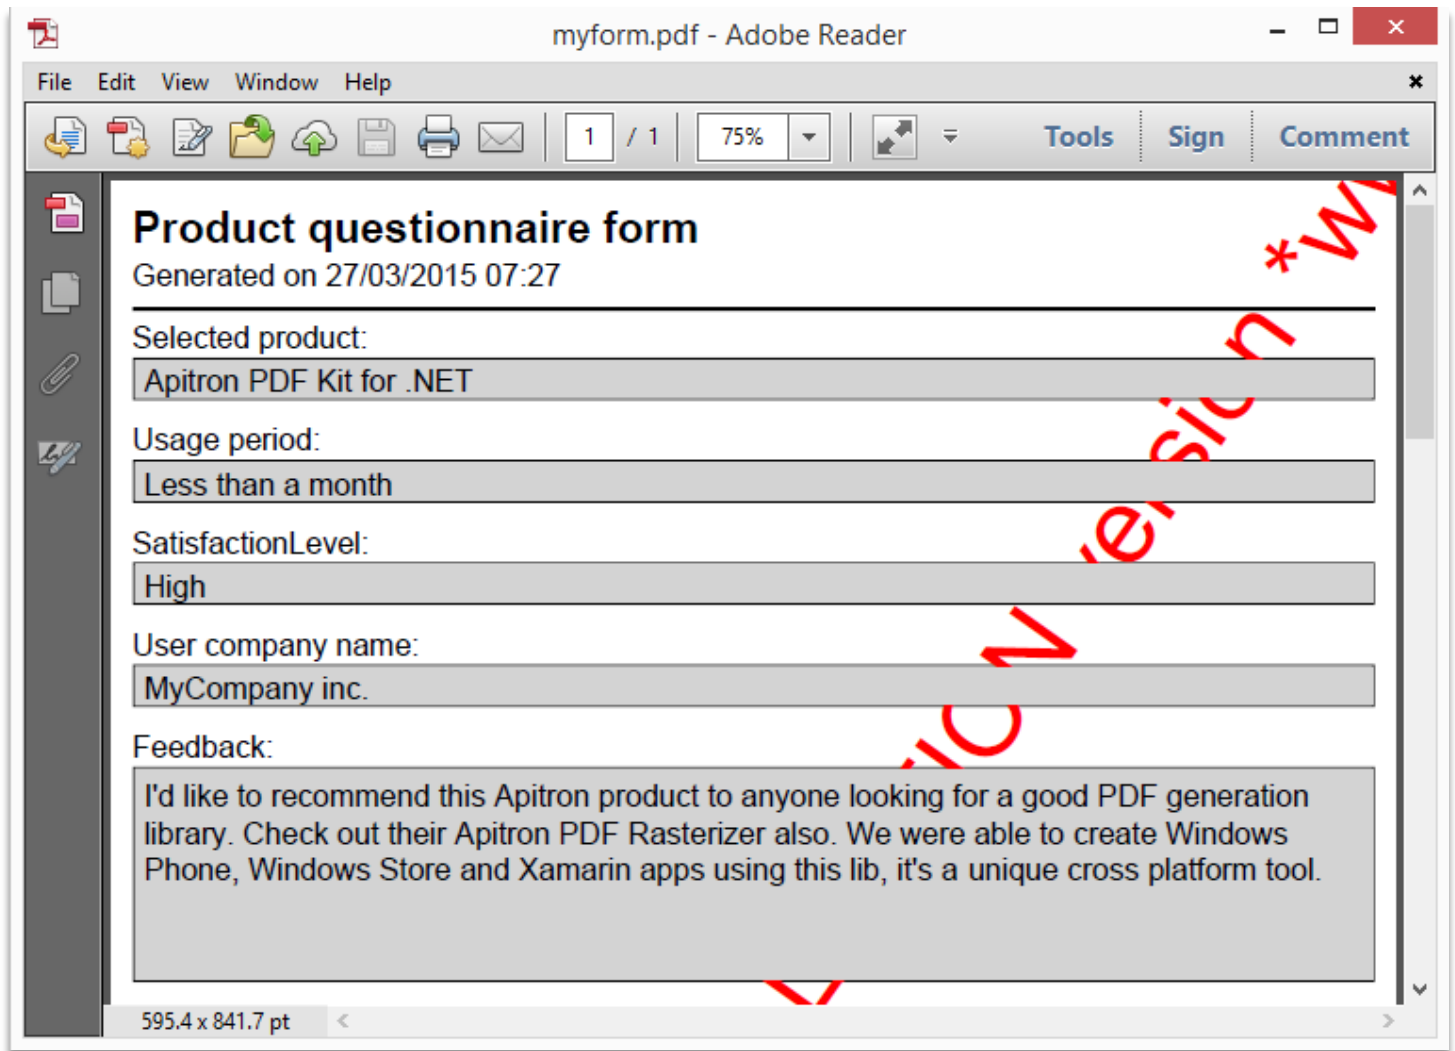 myform.pdf - Adobe Reader
File Edit View Window Help
1 / 1 75% Tools Sign Comment
Product questionnaire form
Generated on 27/03/2015 07:27
Selected product:
Apitron PDF Kit for .NET
Usage period:
Less than a month
SatisfactionLevel:
High
User company name:
MyCompany inc.
Feedback:
I'd like to recommend this Apitron product to anyone looking for a good PDF generation
library. Check out their Apitron PDF Rasterizer also. We were able to create Windows
Phone, Windows Store and Xamarin apps using this lib, it's a unique cross platform tool.
595.4 x 841.7 pt